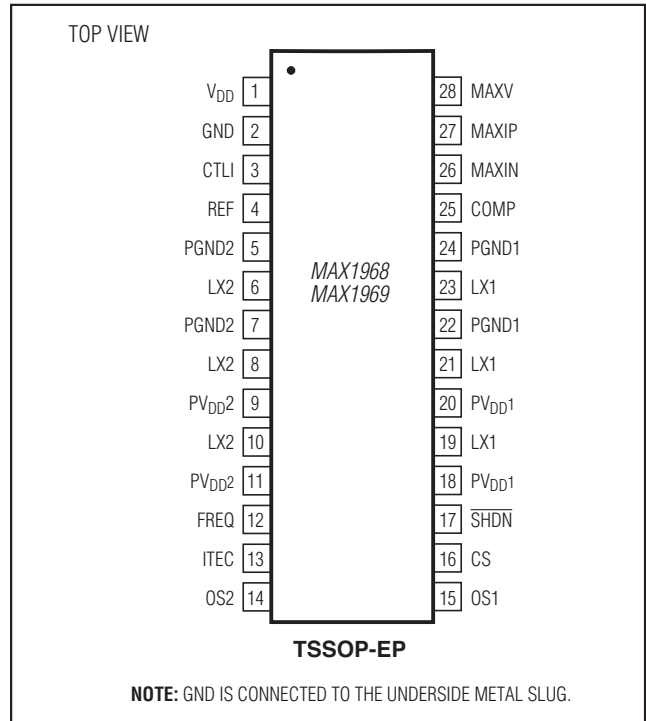 TOP VIEW
VDD 1
GND 2
CTLI 3
REF 4
PGND2 5
LX2 6
PGND2 7
LX2 8
PVDD2 9
LX2 10
PVDD2 11
FREQ 12
ITEC 13
OS2 14
MAX1968
MAX1969
28 MAXV
27 MAXIP
26 MAXIN
25 COMP
24 PGND1
23 LX1
22 PGND1
21 LX1
20 PVDD1
19 LX1
18 PVDD1
17 SHDN
16 CS
15 OS1
TSSOP-EP
NOTE: GND IS CONNECTED TO THE UNDERSIDE METAL SLUG.